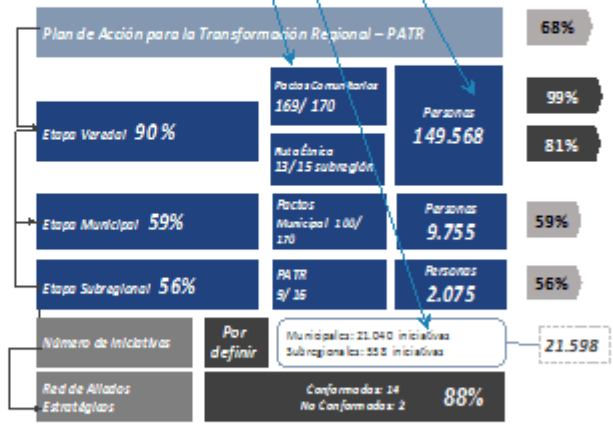 Plan de Acción para la Transformación Regional – PATR
68%
Etapa Veredal 90%
Pactos Comunitarios
169/ 170
Ruta Étnica
13/ 15 subregión
Personas
149.568
99%
81%
Etapa Municipal 59%
Pactos
Municipal 100/
170
Personas
9.755
59%
Etapa Subregional 56%
PATR
9/ 16
Personas
2.075
56%
Número de Iniciativas
Por
definir
Municipales: 21.040 iniciativas
Subregionales: 558 iniciativas
21.598
Red de Aliados
Estratégicos
Conformadas: 14
No Conformadas: 2
88%